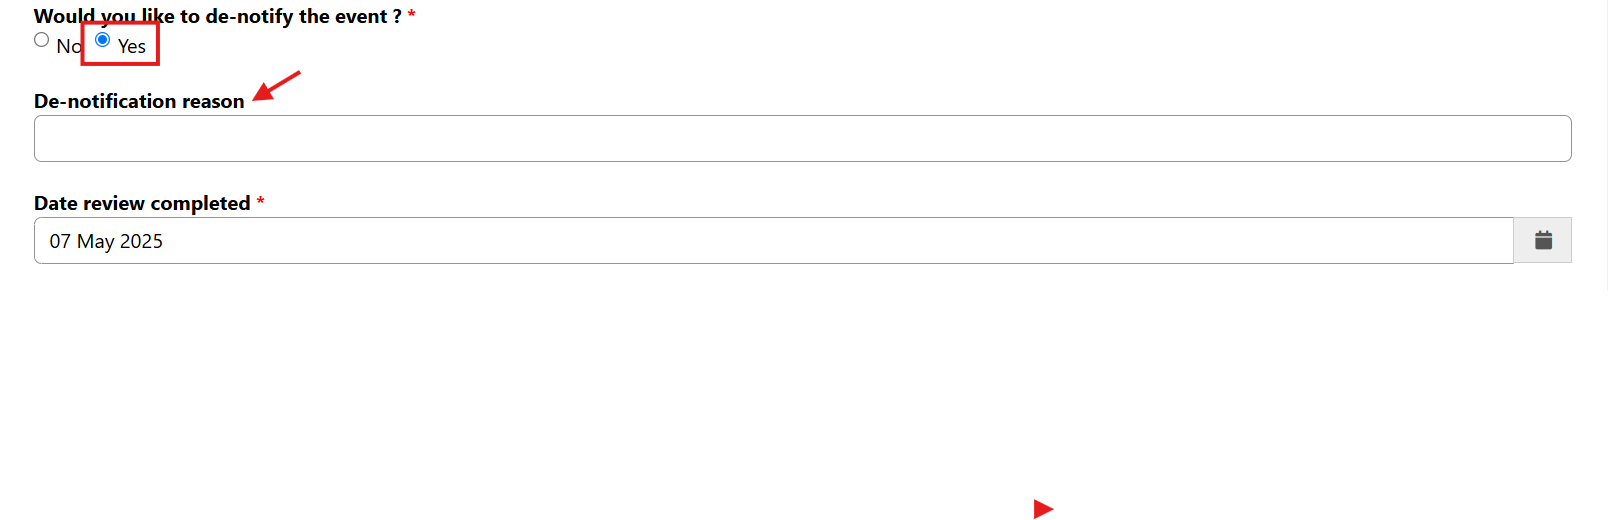 Would you like to de-notify the event ? *
No Yes
De-notification reason
Date review completed *
07 May 2025